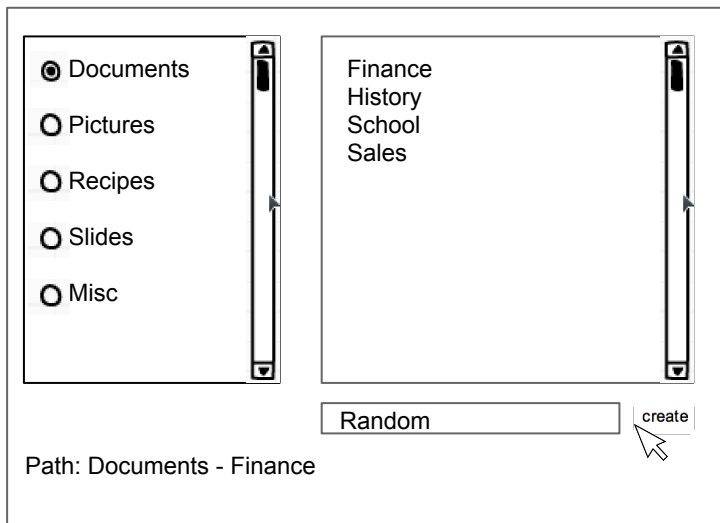 Documents
Pictures
Recipes
Slides
Misc
Finance
History
School
Sales
Random
create
Path: Documents - Finance